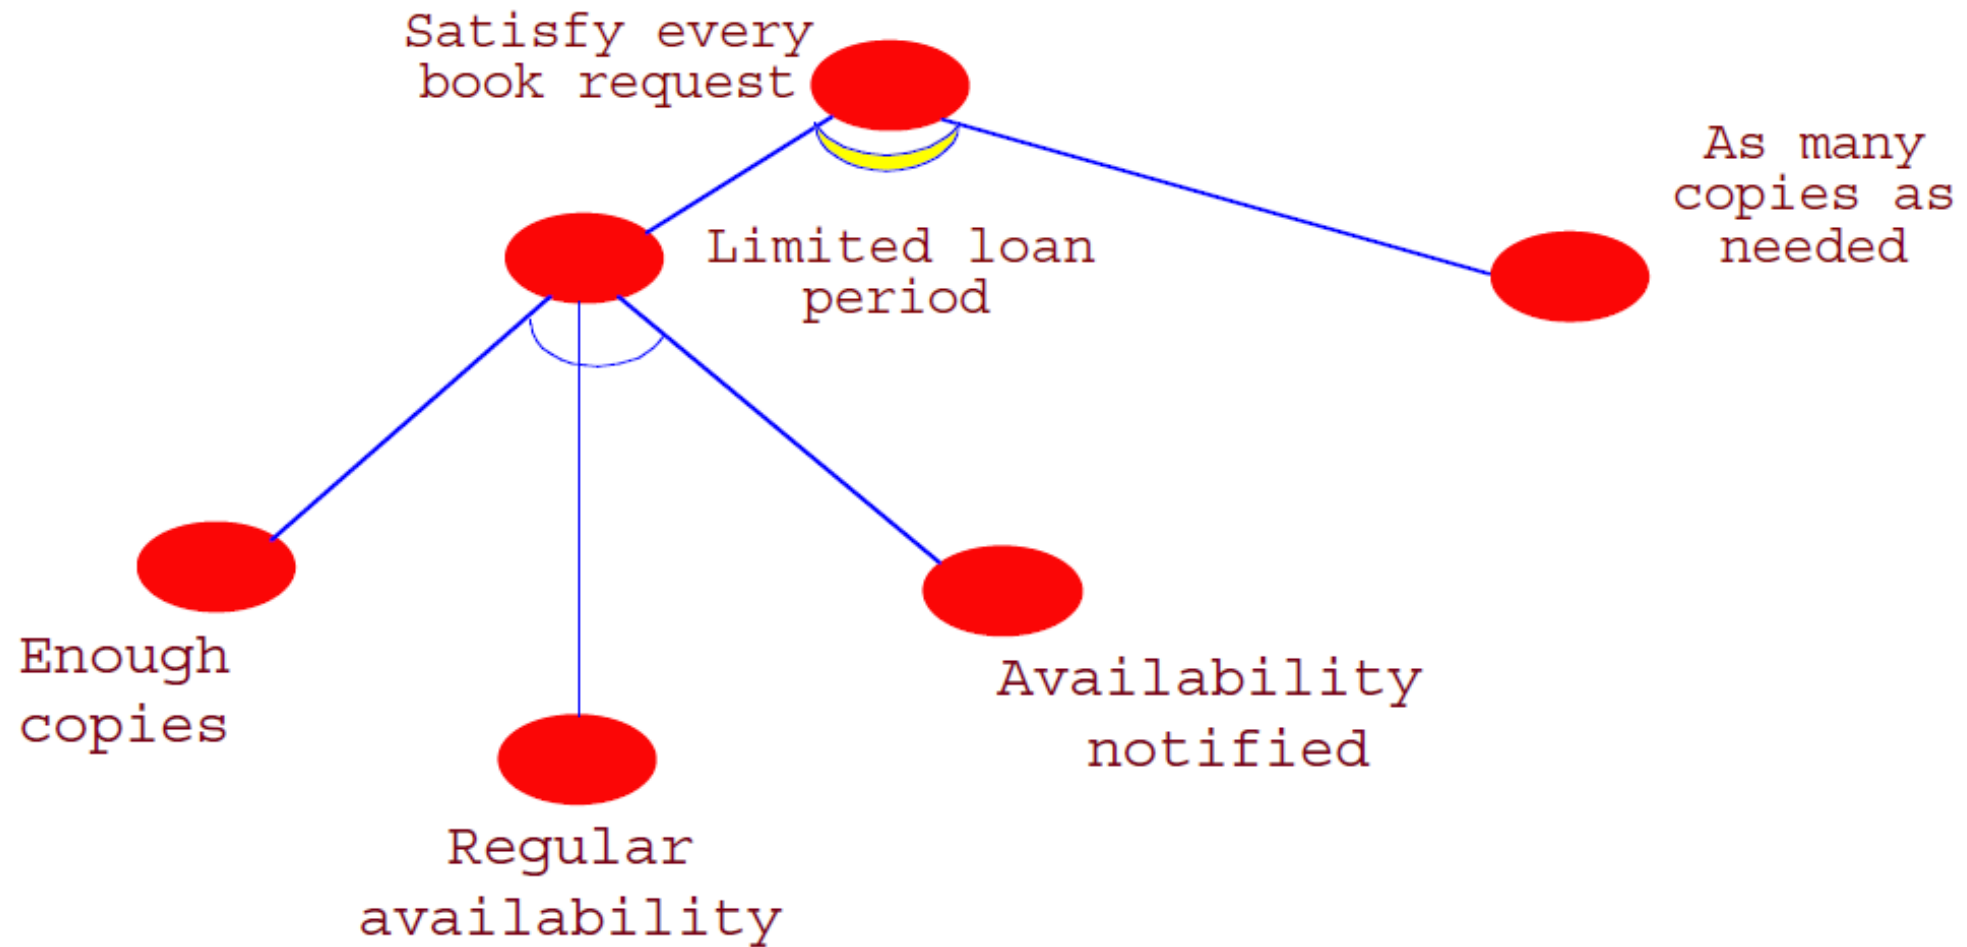 Satisfy every
book request
As many
copies as
needed
Limited loan
period
Enough
copies
Availability
notified
Regular
availability